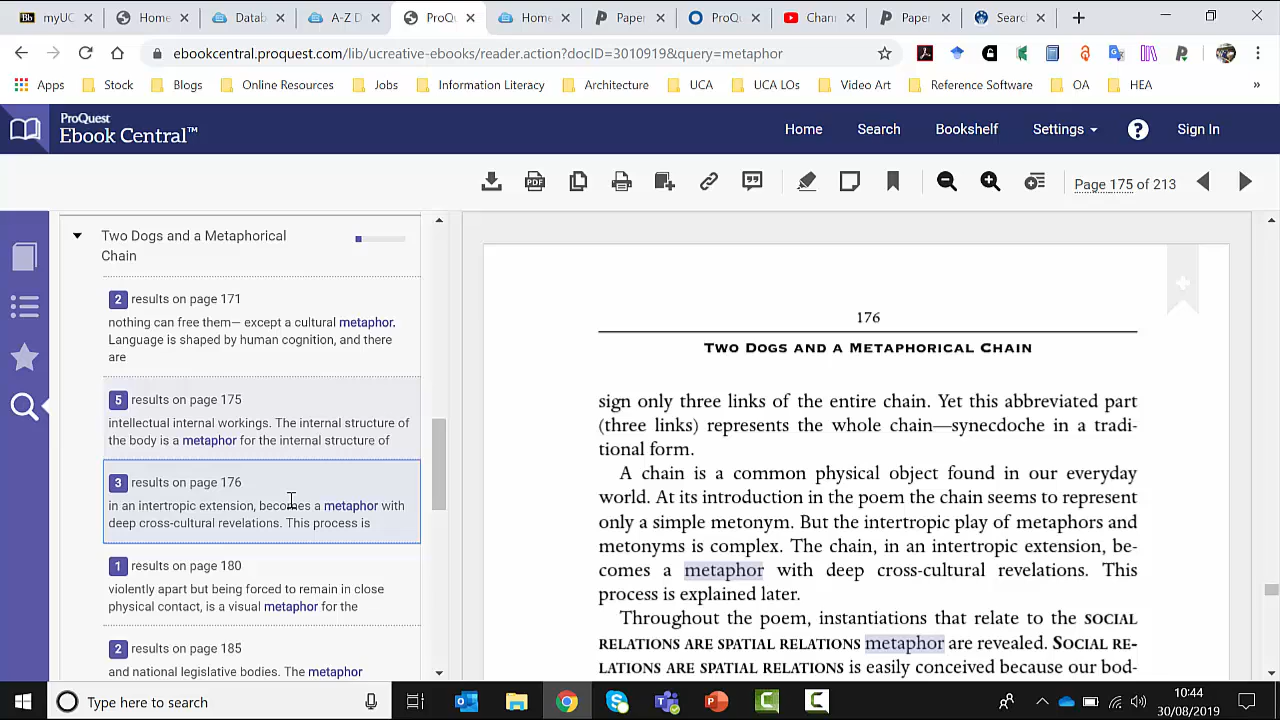 myUC
Home
Datab
A-Z D
ProQ
Home
Paper
ProQ
Chann
Paper
Searc
ebookcentral.proquest.com/lib/ucreative-ebooks/reader.action?docID=3010919&query=metaphor
Apps
Stock
Blogs
Online Resources
Jobs
Information Literacy
Architecture
UCA
UCA LOs
Video Art
Reference Software
OA
HEA
»
ProQuest
Ebook Central™
Home
Search
Bookshelf
Settings
Sign In
PDF
Page 175 of 213
Two Dogs and a Metaphorical
Chain
2 results on page 171
nothing can free them— except a cultural metaphor.
Language is shaped by human cognition, and there
are
5 results on page 175
intellectual internal workings. The internal structure of
the body is a metaphor for the internal structure of
3 results on page 176
in an intertropic extension, becomes a metaphor with
deep cross-cultural revelations. This process is
1 results on page 180
violently apart but being forced to remain in close
physical contact, is a visual metaphor for the
2 results on page 185
and national legislative bodies. The metaphor
176
TWO DOGS AND A METAPHORICAL CHAIN
sign only three links of the entire chain. Yet this abbreviated part
(three links) represents the whole chain—synecdoche in a tradi-
tional form.
A chain is a common physical object found in our everyday
world. At its introduction in the poem the chain seems to represent
only a simple metonym. But the intertropic play of metaphors and
metonyms is complex. The chain, in an intertropic extension, be-
comes a metaphor with deep cross-cultural revelations. This
process is explained later.
Throughout the poem, instantiations that relate to the SOCIAL
RELATIONS ARE SPATIAL RELATIONS metaphor are revealed. SOCIAL RE-
LATIONS ARE SPATIAL RELATIONS is easily conceived because our bod-
Type here to search
10:44
30/08/2019